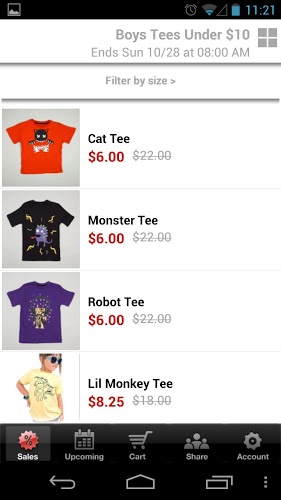 11:21
Boys Tees Under $10
Ends Sun 10/28 at 08:00 AM
Filter by size >
Cat Tee
$6.00 $22.00
Monster Tee
$6.00 $22.00
Robot Tee
$6.00 $22.00
Lil Monkey Tee
$8.25 $18.00
%
Sales Upcoming Cart Share Account